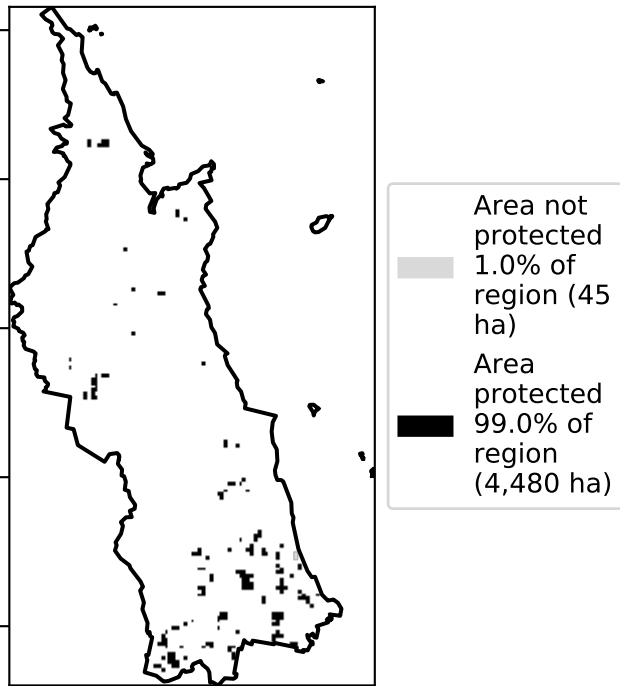 Area not
protected
1.0% of
region (45
ha)
Area
protected
99.0% of
region
(4,480 ha)